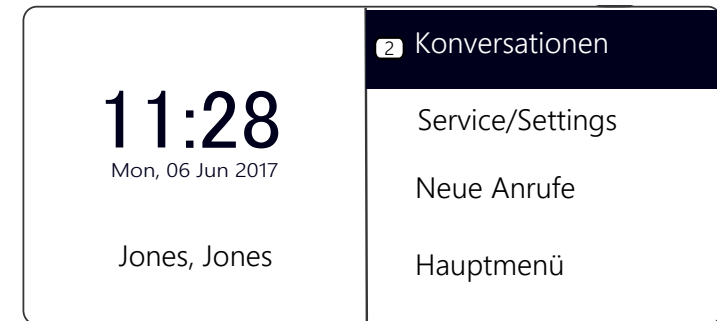 11:28
Mon, 06 Jun 2017
Jones, Jones
2 Konversationen
Service/Settings
Neue Anrufe
Hauptmenü